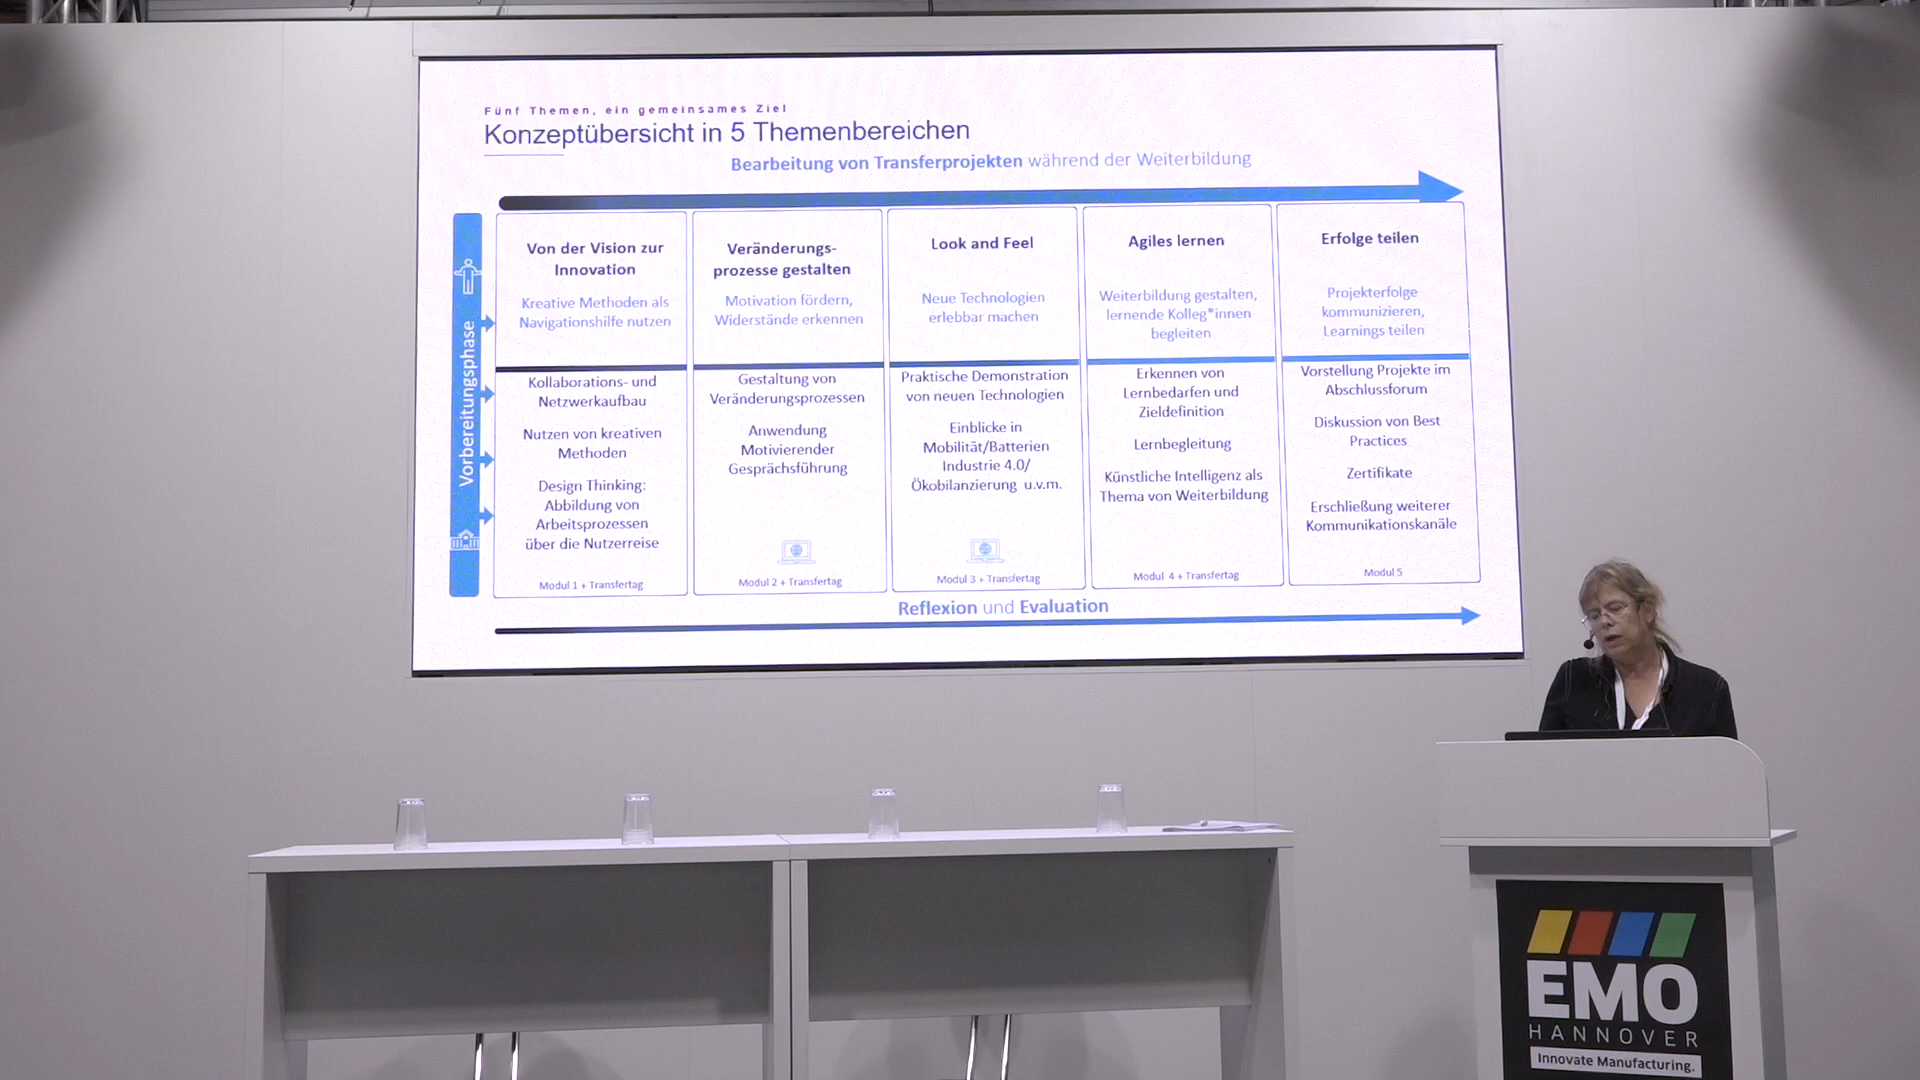 Fünf Themen, ein gemeinsames Ziel
Konzeptübersicht in 5 Themenbereichen
Bearbeitung von Transferprojekten während der Weiterbildung
Vorbereitungsphase
Von der Vision zur
Innovation
Kreative Methoden als
Navigationshilfe nutzen
Kollaborations- und
Netzwerkaufbau
Nutzen von kreativen
Methoden
Design Thinking:
Abbildung von
Arbeitsprozessen
über die Nutzerreise
Modul 1 + Transfertag
Veränderungs-
prozesse gestalten
Motivation fördern,
Widerstände erkennen
Gestaltung von
Veränderungsprozessen
Anwendung
Motivierender
Gesprächsführung
Modul 2 + Transfertag
Look and Feel
Neue Technologien
erlebbar machen
Praktische Demonstration
von neuen Technologien
Einblicke in
Mobilität/Batterien
Industrie 4.0/
Ökobilanzierung u.v.m.
Modul 3 + Transfertag
Agiles lernen
Weiterbildung gestalten,
lernende Kolleg*innen
begleiten
Erkennen von
Lernbedarfen und
Zieldefinition
Lernbegleitung
Künstliche Intelligenz als
Thema von Weiterbildung
Modul 4 + Transfertag
Erfolge teilen
Projekterfolge
kommunizieren,
Learnings teilen
Vorstellung Projekte im
Abschlussforum
Diskussion von Best
Practices
Zertifikate
Erschließung weiterer
Kommunikationskanäle
Modul 5
Reflexion und Evaluation
EMO
HANNOVER
Innovate Manufacturing.